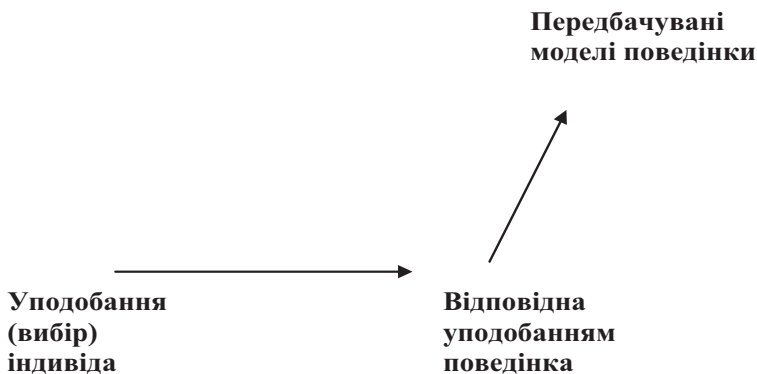 Передбачувані
моделі поведінки
Уподобання
(вибір)
індивіда
Відповідна
уподобанням
поведінка